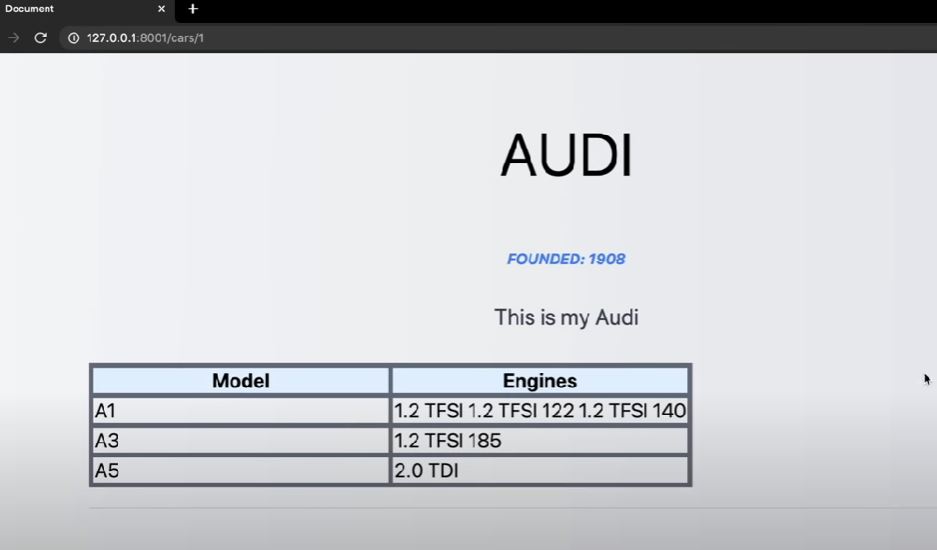 Document
127.0.0.1:8001/cars/1
AUDI
FOUNDED: 1908
This is my Audi
Model Engines
A1 1.2 TFSI 1.2 TFSI 122 1.2 TFSI 140
A3 1.2 TFSI 185
A5 2.0 TDI